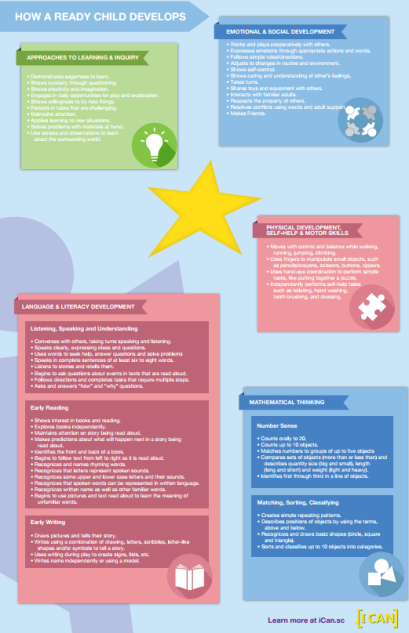 HOW A READY CHILD DEVELOPS
APPROACHES TO LEARNING & INQUIRY
• Demonstrates eagerness to learn.
• Shows curiosity through questioning.
• Shows creativity and imagination.
• Engages in daily opportunities for play and exploration.
• Shows willingness to try new things.
• Persists in tasks that are challenging.
• Maintains attention.
• Applies learning to new situations.
• Solves problems with materials at hand.
• Uses senses and observations to learn
about the surrounding world.
EMOTIONAL & SOCIAL DEVELOPMENT
• Works and plays cooperatively with others.
• Expresses emotions through appropriate actions and words.
• Follows simple rules/directions.
• Adjusts to changes in routine and environment.
• Shows self-control.
• Shows caring and understanding of other's feelings.
• Takes turns.
• Shares toys and equipment with others.
• Interacts with familiar adults.
• Respects the property of others.
• Resolves conflicts using words and adult support.
• Makes Friends.
PHYSICAL DEVELOPMENT,
SELF-HELP & MOTOR SKILLS
• Moves with control and balance while walking,
running, jumping, climbing.
• Uses fingers to manipulate small objects, such
as pencils/crayons, scissors, buttons, zippers.
• Uses hand-eye coordination to perform simple
tasks, like putting together a puzzle.
• Independently performs self-help tasks
such as toileting, hand washing,
tooth brushing, and dressing.
LANGUAGE & LITERACY DEVELOPMENT
Listening, Speaking and Understanding
• Converses with others, taking turns speaking and listening.
• Speaks clearly, expressing ideas and questions.
• Uses words to seek help, answer questions and solve problems
• Speaks in complete sentences of at least six to eight words.
• Listens to stories and retells them.
• Begins to ask questions about events in texts that are read aloud.
• Follows directions and completes tasks that require multiple steps.
• Asks and answers "how" and "why" questions.
Early Reading
• Shows interest in books and reading.
• Explores books independently.
• Maintains attention on story being read aloud.
• Makes predictions about what will happen next in a story being
read aloud.
• Identifies the front and back of a book.
• Begins to follow text from left to right as it is read aloud.
• Recognizes and names rhyming words.
• Recognizes that letters represent spoken sounds.
• Recognizes some upper and lower case letters and their sounds.
• Recognizes that spoken words can be represented in written language.
• Recognizes written name as well as other familiar words.
• Begins to use pictures and text read aloud to learn the meaning of
unfamiliar words.
Early Writing
• Draws pictures and tells their story.
• Writes using a combination of drawing, letters, scribbles, letter-like
shapes and/or symbols to tell a story.
• Uses writing during play to create signs, lists, etc.
• Writes name independently or using a model.
MATHEMATICAL THINKING
Number Sense
• Counts orally to 20.
• Counts up to 10 objects.
• Matches numbers to groups of up to five objects
• Compares sets of objects (more than or less than) and
describes quantity size (big and small), length
(long and short) and weight (light and heavy).
• Identifies first through third in a line of objects.
Matching, Sorting, Classifying
• Creates simple repeating patterns.
• Describes positions of objects by using the terms,
above and below.
• Recognizes and draws basic shapes (circle, square
and triangle).
• Sorts and classifies up to 10 objects into categories.
Learn more at iCan.sc
[I CAN]